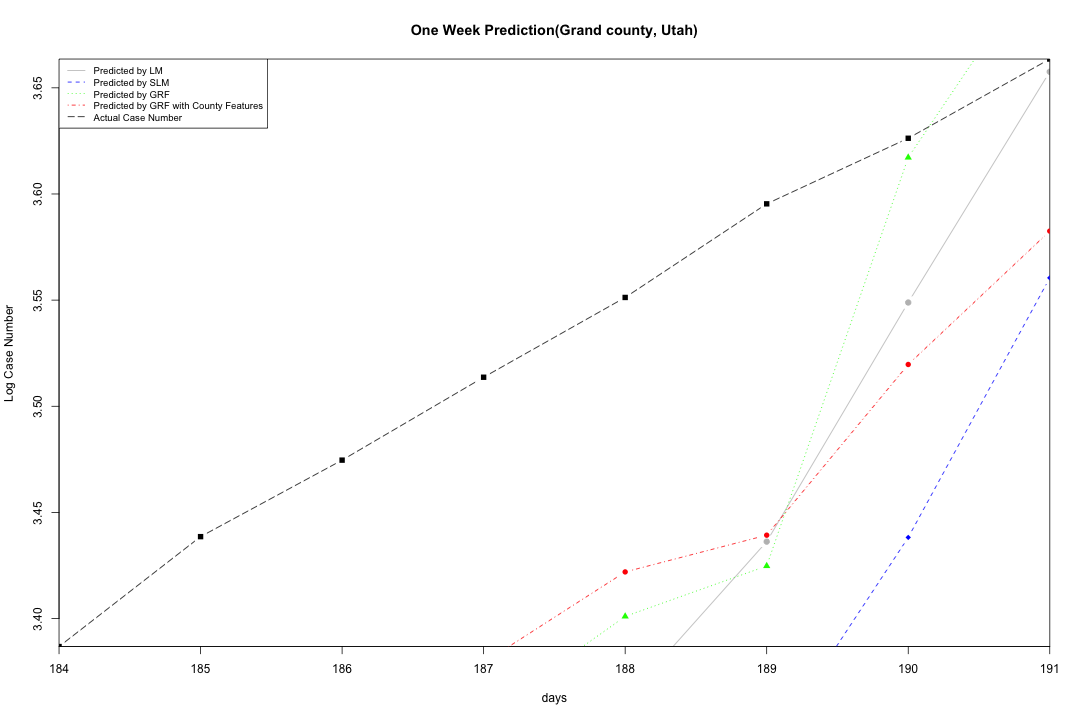 One Week Prediction(Grand county, Utah)
Predicted by LM
Predicted by SLM
Predicted by GRF
Predicted by GRF with County Features
Actual Case Number
3.65
3.60
3.55
3.50
3.45
3.40
Log Case Number
184 185 186 187 188 189 190 191
days